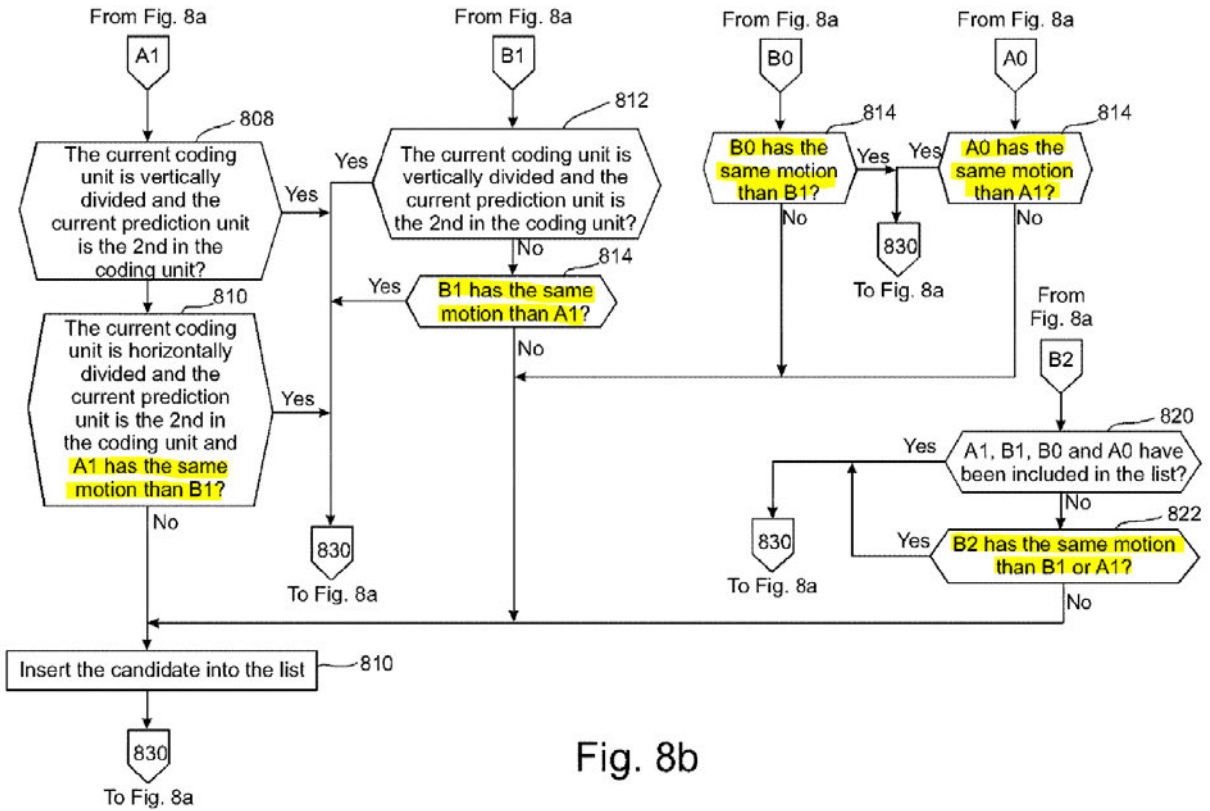 From Fig. 8a
A1
808
The current coding
unit is vertically
divided and the
current prediction unit
is the 2nd in the
coding unit?
Yes
810
The current coding
unit is horizontally
divided and the
current prediction
unit is the 2nd in
the coding unit and
A1 has the same
motion than B1?
Yes
No
From Fig. 8a
B1
812
The current coding unit is
vertically divided and the
current prediction unit is
the 2nd in the coding unit?
Yes
No
814
B1 has the same
motion than A1?
Yes
No
830
To Fig. 8a
From Fig. 8a
B0
814
B0 has the
same motion
than B1?
Yes
No
From Fig. 8a
A0
814
A0 has the
same motion
than A1?
Yes
No
830
To Fig. 8a
From
Fig. 8a
B2
820
A1, B1, B0 and A0 have
been included in the list?
Yes
No
822
B2 has the same motion
than B1 or A1?
Yes
No
830
To Fig. 8a
Insert the candidate into the list
810
830
To Fig. 8a
Fig. 8b